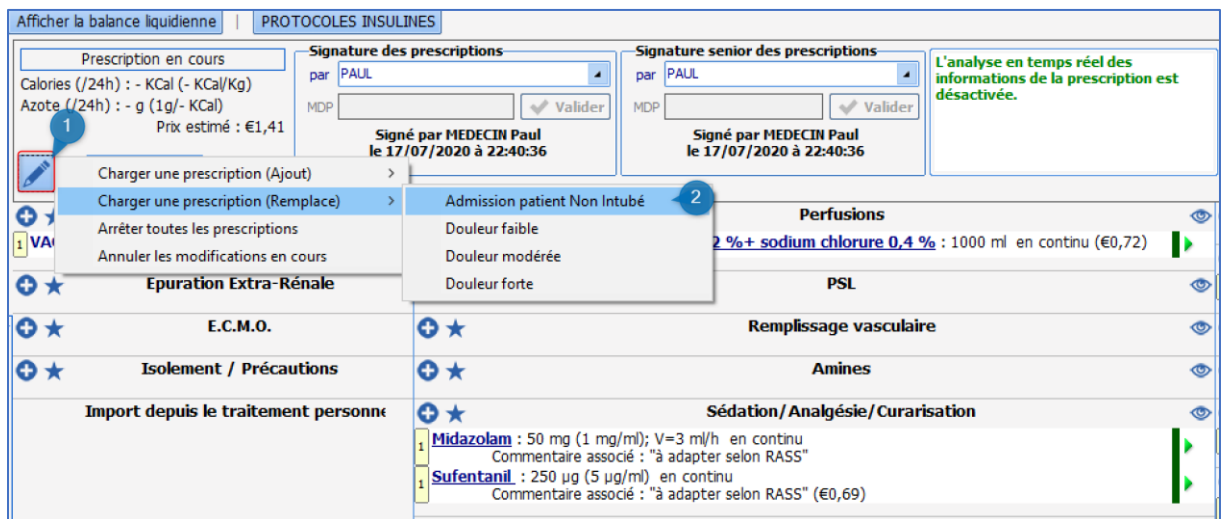 Afficher la balance liquidienne | PROTOCOLES INSULINES
Prescription en cours
Calories (/24h) : - KCal (- KCal/Kg)
Azote (/24h) : - g (1g/- KCal)
Prix estimé : €1,41
Signature des prescriptions
par PAUL
MDP Valider
Signé par MEDECIN Paul
le 17/07/2020 à 22:40:36
Signature senior des prescriptions
par PAUL
MDP Valider
Signé par MEDECIN Paul
le 17/07/2020 à 22:40:36
L'analyse en temps réel des
informations de la prescription est
désactivée.
1
Charger une prescription (Ajout)
Charger une prescription (Remplace)
Arrêter toutes les prescriptions
Annuler les modifications en cours
Admission patient Non Intubé
2
Douleur faible
Douleur modérée
Douleur forte
Perfusions
1
2 %+ sodium chlorure 0,4 % : 1000 ml en continu (€0,72)
Epuration Extra-Rénale
PSL
E.C.M.O.
Remplissage vasculaire
Isolement / Précautions
Amines
Import depuis le traitement personne
Sédation/Analgésie/Curarisation
1 Midazolam : 50 mg (1 mg/ml); V=3 ml/h en continu
Commentaire associé : "à adapter selon RASS"
1 Sufentanil : 250 µg (5 µg/ml) en continu
Commentaire associé : "à adapter selon RASS" (€0,69)